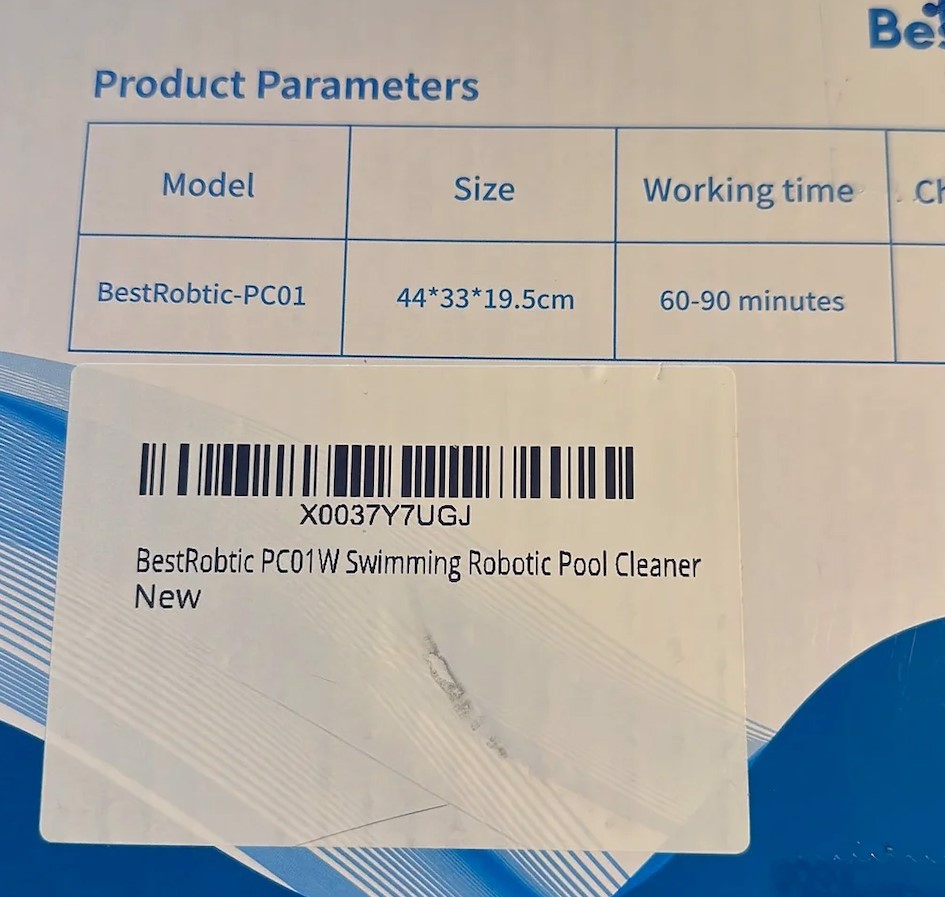 Product Parameters
Model Size Working time
BestRobtic-PC01 44*33*19.5cm 60-90 minutes
X0037Y7UGJ
BestRobtic PC01W Swimming Robotic Pool Cleaner
New